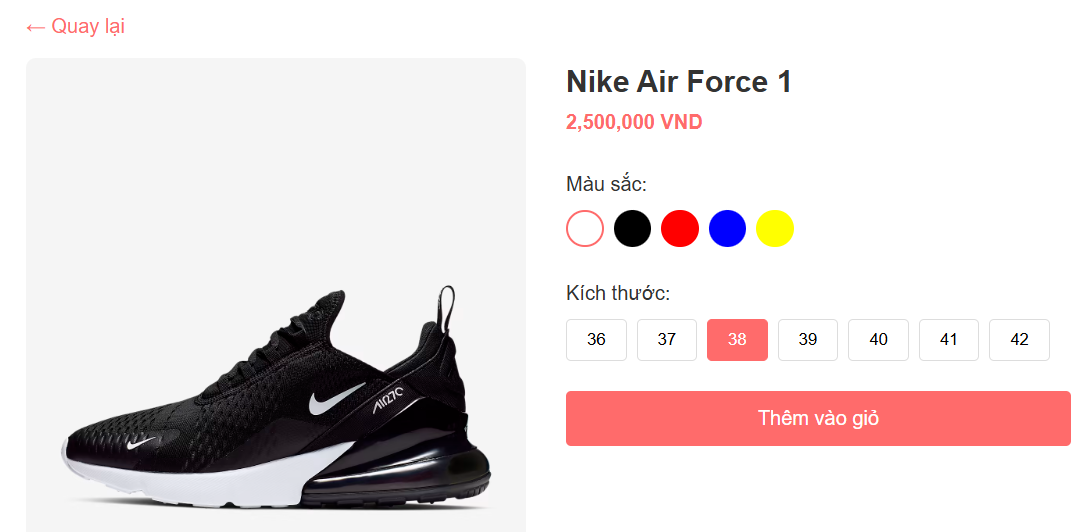 ← Quay lại
Nike Air Force 1
2,500,000 VND
Màu sắc:
Kích thước:
36 37 38 39 40 41 42
Thêm vào giỏ
AIR270